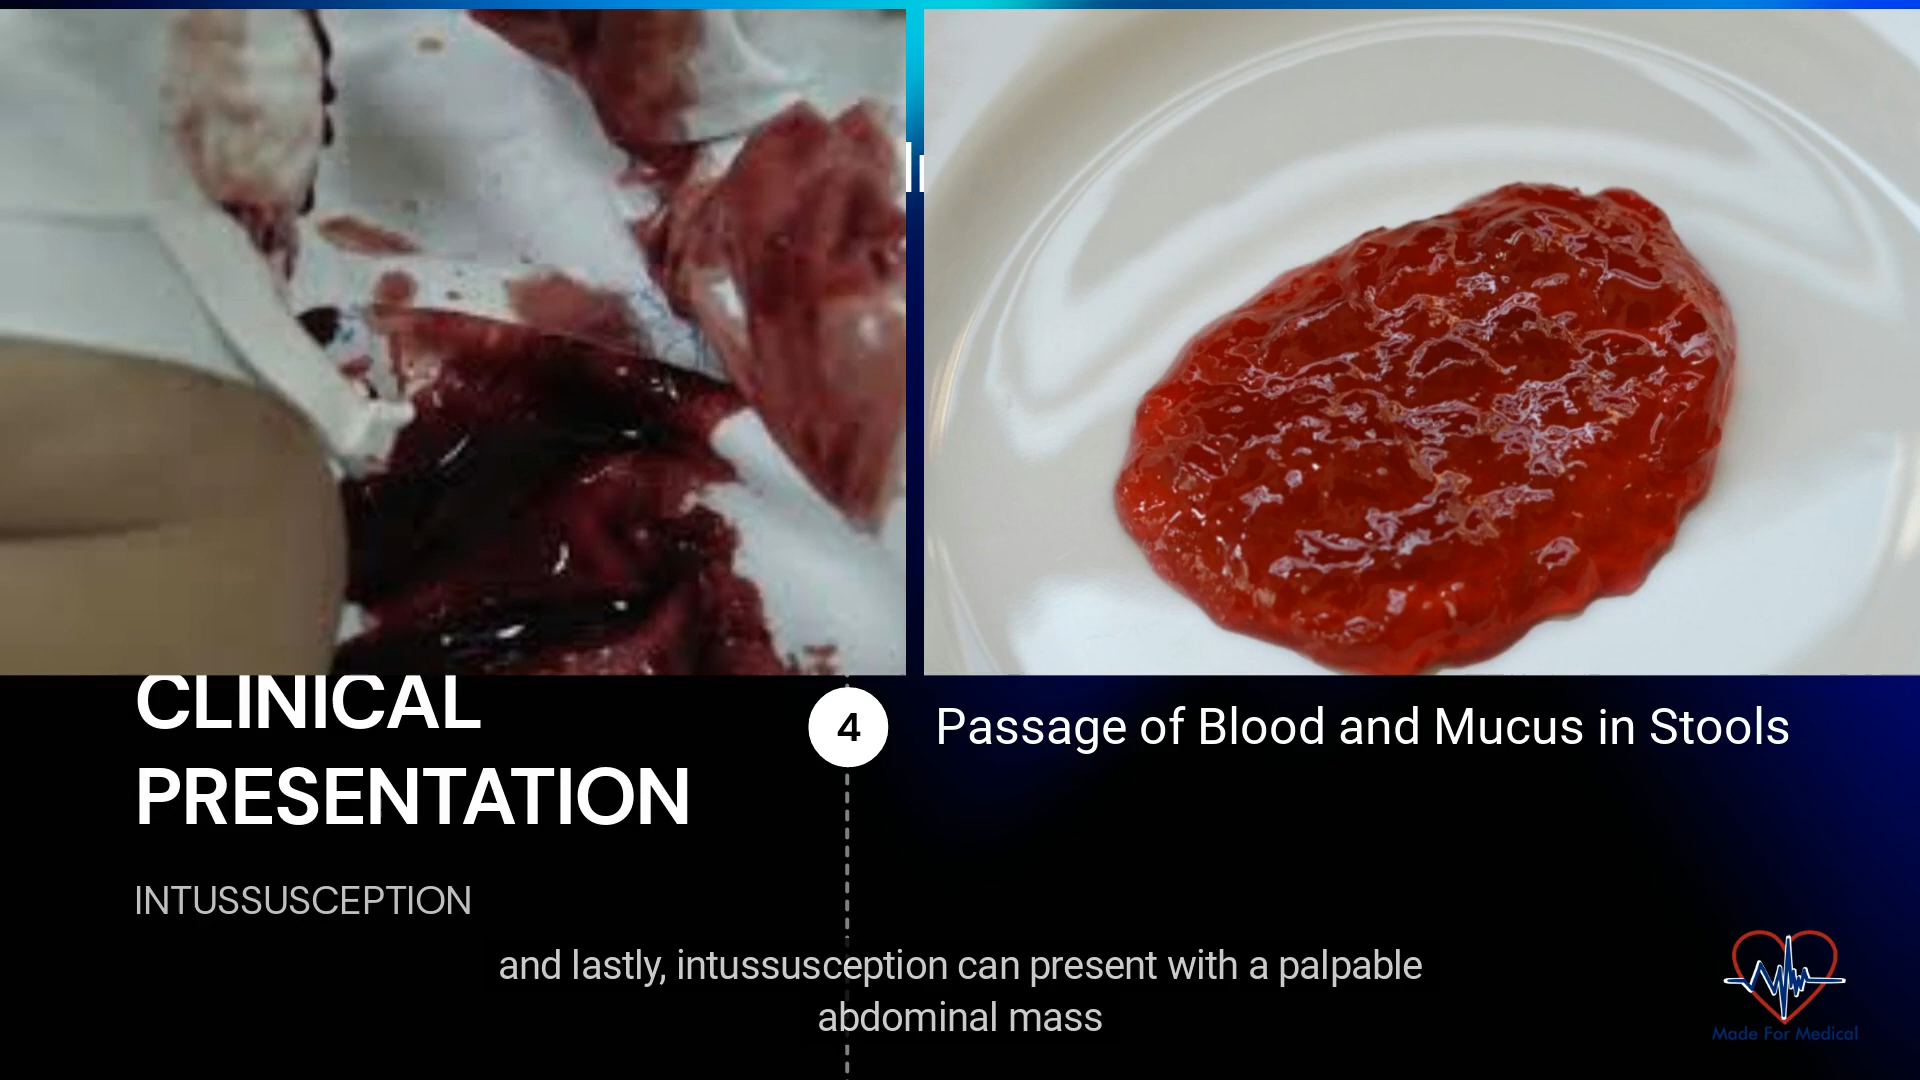 CLINICAL
PRESENTATION
INTUSSUSCEPTION
4
Passage of Blood and Mucus in Stools
and lastly, intussusception can present with a palpable
abdominal mass
Made For Medical